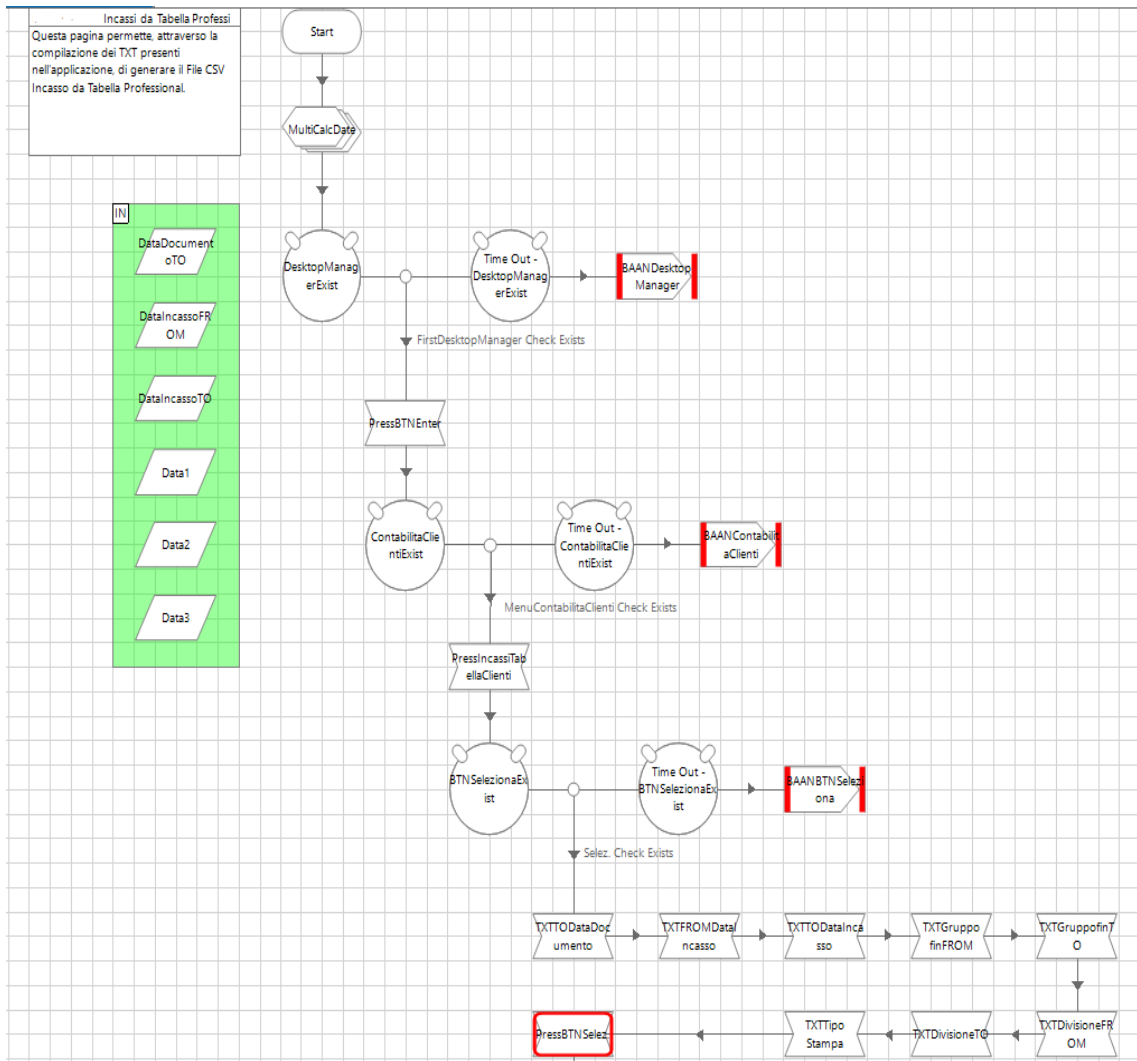 Incassi da Tabella Professi
Questa pagina permette, attraverso la
compilazione dei TXT presenti
nell'applicazione, di generare il File CSV
Incasso da Tabella Professional.
Start
MultiCalcDate
IN
DataDocument
oTO
DataIncassoFR
OM
DataIncassoTO
Data1
Data2
Data3
DesktopManag
erExist
Time Out -
DesktopManag
erExist
BAANDesktop
Manager
FirstDesktopManager Check Exists
PressBTNEnter
ContabilitaClie
ntiExist
Time Out -
ContabilitaClie
ntiExist
BAANContabilit
aClienti
MenuContabilitaClienti Check Exists
PressIncassiTab
ellaClienti
BTNSelezionaEx
ist
Time Out -
BTNSelezionaEx
ist
BAANBTNSelezi
ona
Selez. Check Exists
TXTTODataDoc
umento
TXTFROMDataI
ncasso
TXTTODataInca
sso
TXTGruppo
finFROM
TXTGruppofinT
O
PressBTNSelez
TXTTipo
Stampa
TXTDivisioneTO
TXTDivisioneFR
OM